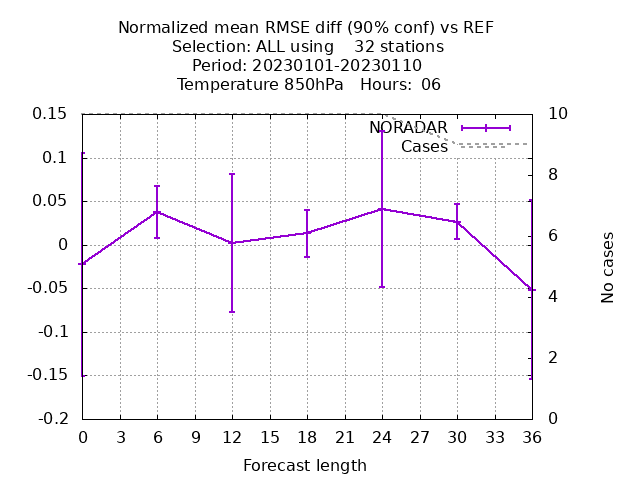 Normalized mean RMSE diff (90% conf) vs REF
Selection: ALL using 32 stations
Period: 20230101-20230110
Temperature 850hPa Hours: 06
0.15
0.1
0.05
0
-0.05
-0.1
-0.15
-0.2
NORADAR
Cases
10
8
6
4
2
0
No cases
0 3 6 9 12 15 18 21 24 27 30 33 36
Forecast length